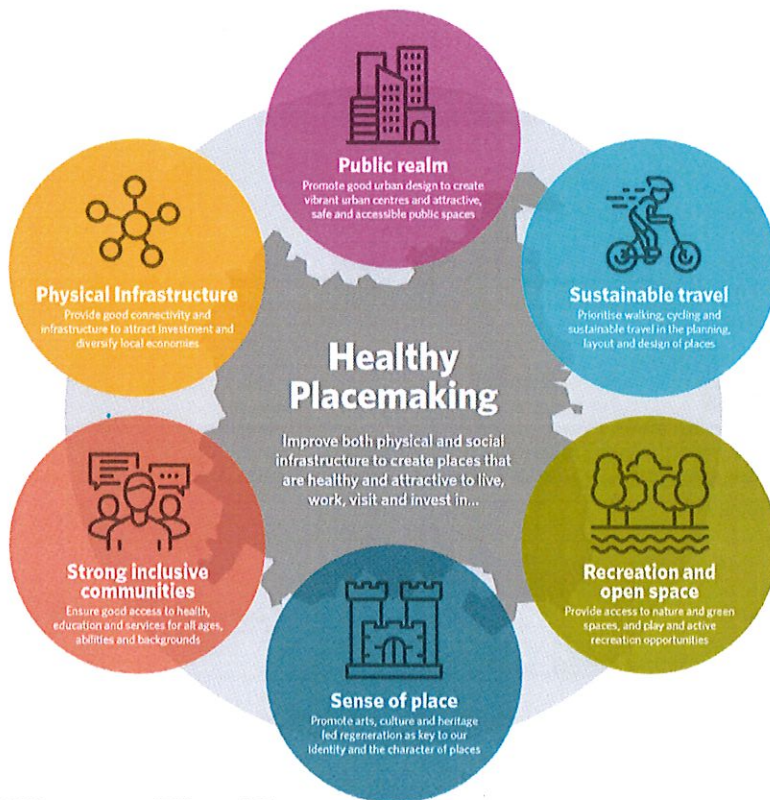 Public realm
Promote good urban design to create
vibrant urban centres and attractive,
safe and accessible public spaces
Physical Infrastructure
Provide good connectivity and
infrastructure to attract investment and
diversify local economies
Sustainable travel
Prioritise walking, cycling and
sustainable travel in the planning,
layout and design of places
Healthy
Placemaking
Improve both physical and social
infrastructure to create places that
are healthy and attractive to live,
work, visit and invest in...
Strong inclusive
communities
Ensure good access to health,
education and services for all ages,
abilities and backgrounds
Recreation and
open space
Provide access to nature and green
spaces, and play and active
recreation opportunities
Sense of place
Promote arts, culture and heritage
led regeneration as key to our
identity and the character of places